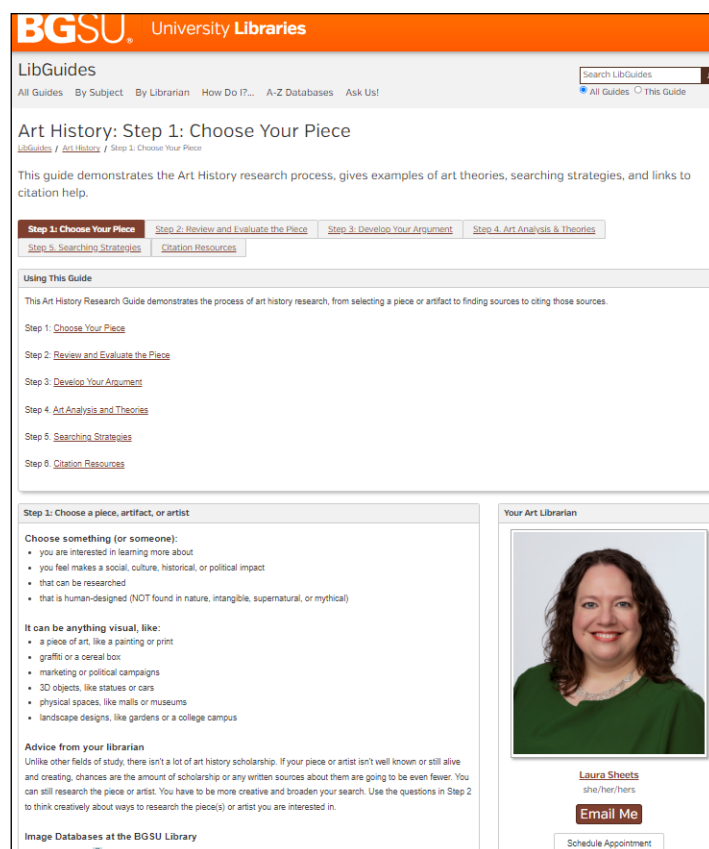 BGSU® University Libraries
LibGuides
Search LibGuides
All Guides By Subject By Librarian How Do I?... A-Z Databases Ask Us!
All Guides This Guide
Art History: Step 1: Choose Your Piece
LibGuides / Art History / Step 1: Choose Your Piece
This guide demonstrates the Art History research process, gives examples of art theories, searching strategies, and links to
citation help.
Step 1: Choose Your Piece Step 2: Review and Evaluate the Piece Step 3: Develop Your Argument Step 4. Art Analysis & Theories
Step 5. Searching Strategies Citation Resources
Using This Guide
This Art History Research Guide demonstrates the process of art history research, from selecting a piece or artifact to finding sources to citing those sources.
Step 1: Choose Your Piece
Step 2: Review and Evaluate the Piece
Step 3: Develop Your Argument
Step 4. Art Analysis and Theories
Step 5. Searching Strategies
Step 6. Citation Resources
Step 1: Choose a piece, artifact, or artist
Choose something (or someone):
• you are interested in learning more about
• you feel makes a social, culture, historical, or political impact
• that can be researched
• that is human-designed (NOT found in nature, intangible, supernatural, or mythical)
It can be anything visual, like:
• a piece of art, like a painting or print
• graffiti or a cereal box
• marketing or political campaigns
• 3D objects, like statues or cars
• physical spaces, like malls or museums
• landscape designs, like gardens or a college campus
Advice from your librarian
Unlike other fields of study, there isn't a lot of art history scholarship. If your piece or artist isn't well known or still alive
and creating, chances are the amount of scholarship or any written sources about them are going to be even fewer. You
can still research the piece or artist. You have to be more creative and broaden your search. Use the questions in Step 2
to think creatively about ways to research the piece(s) or artist you are interested in.
Image Databases at the BGSU Library
Your Art Librarian
Laura Sheets
she/her/hers
Email Me
Schedule Appointment